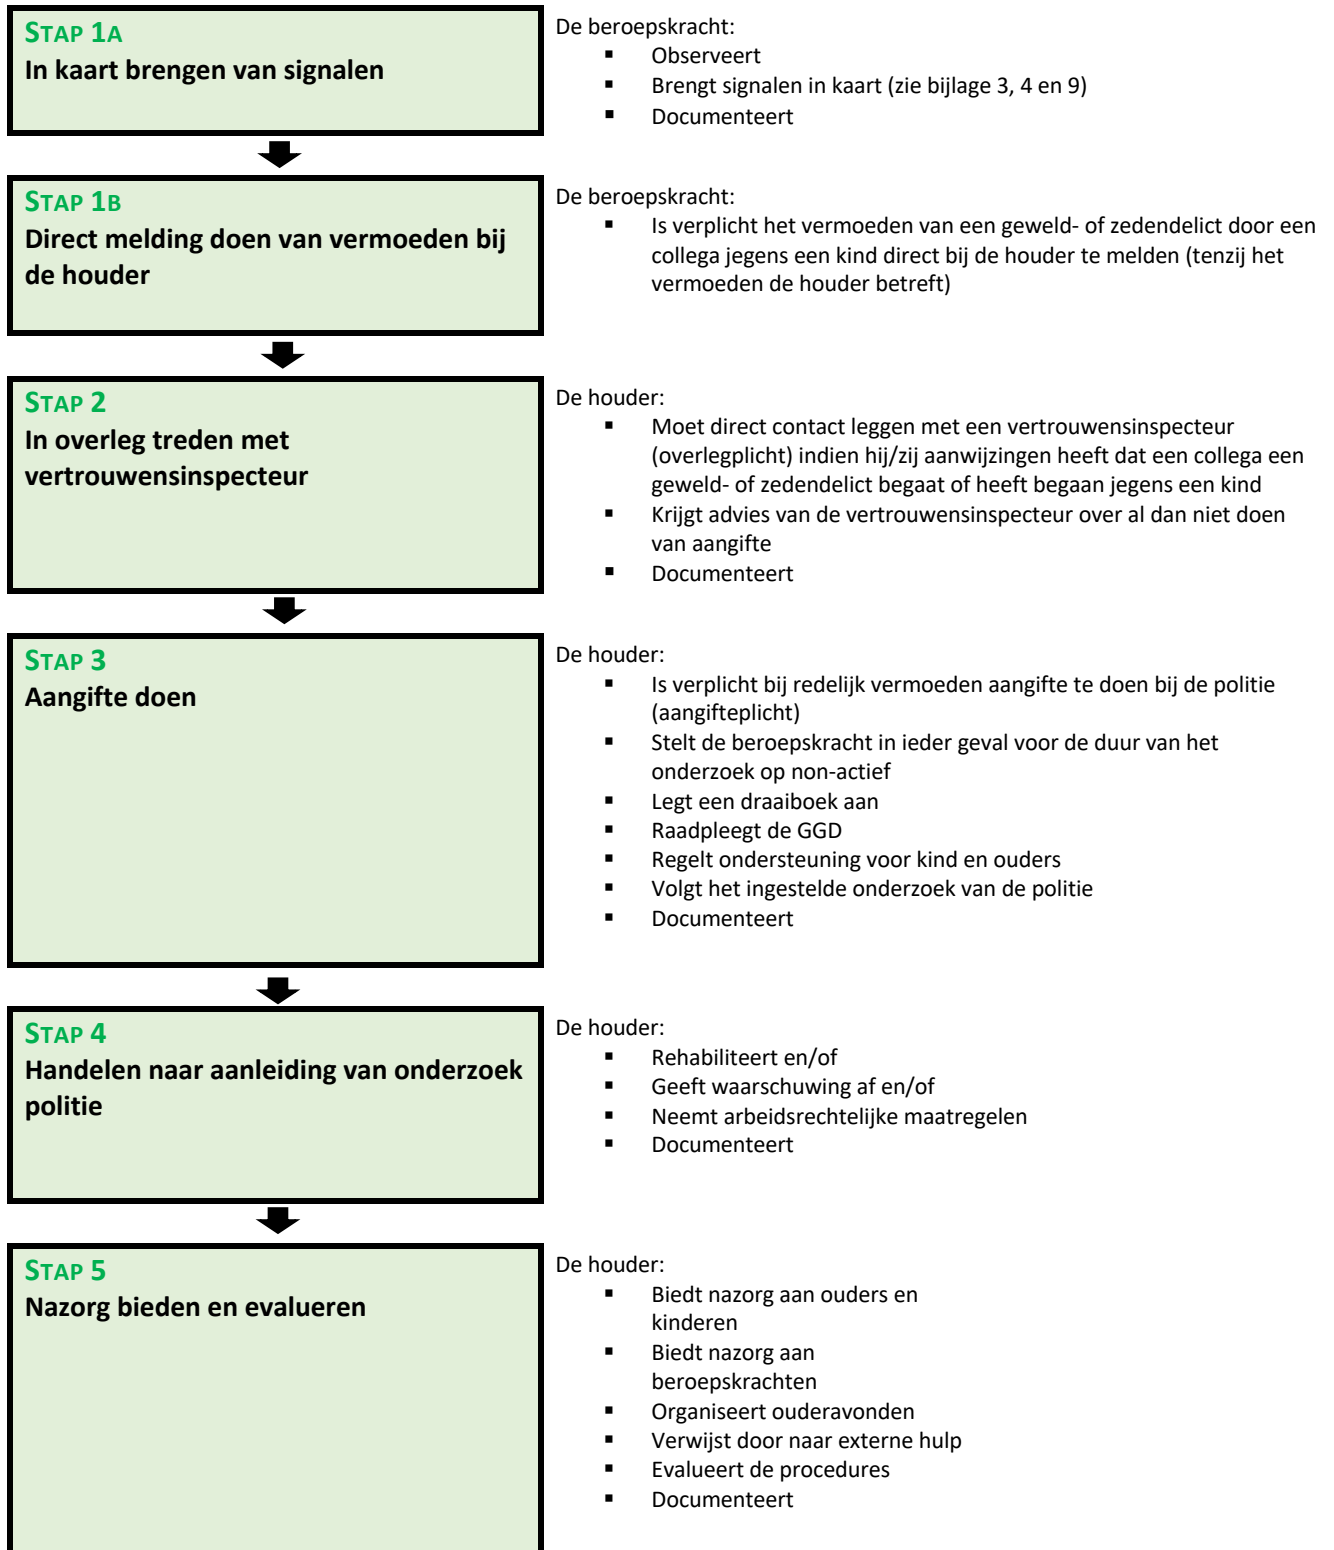 STAP 1A
In kaart brengen van signalen
De beroepskracht:
▪ Observeert
▪ Brengt signalen in kaart (zie bijlage 3, 4 en 9)
▪ Documenteert
STAP 1B
Direct melding doen van vermoeden bij
de houder
De beroepskracht:
▪ Is verplicht het vermoeden van een geweld- of zedendelict door een
collega jegens een kind direct bij de houder te melden (tenzij het
vermoeden de houder betreft)
STAP 2
In overleg treden met
vertrouwensinspecteur
De houder:
▪ Moet direct contact leggen met een vertrouwensinspecteur
(overlegplicht) indien hij/zij aanwijzingen heeft dat een collega een
geweld- of zedendelict begaat of heeft begaan jegens een kind
▪ Krijgt advies van de vertrouwensinspecteur over al dan niet doen
van aangifte
▪ Documenteert
STAP 3
Aangifte doen
De houder:
▪ Is verplicht bij redelijk vermoeden aangifte te doen bij de politie
(aangifteplicht)
▪ Stelt de beroepskracht in ieder geval voor de duur van het
onderzoek op non-actief
▪ Legt een draaiboek aan
▪ Raadpleegt de GGD
▪ Regelt ondersteuning voor kind en ouders
▪ Volgt het ingestelde onderzoek van de politie
▪ Documenteert
STAP 4
Handelen naar aanleiding van onderzoek
politie
De houder:
▪ Rehabiliteert en/of
▪ Geeft waarschuwing af en/of
▪ Neemt arbeidsrechtelijke maatregelen
▪ Documenteert
STAP 5
Nazorg bieden en evalueren
De houder:
▪ Biedt nazorg aan ouders en
kinderen
▪ Biedt nazorg aan
beroepskrachten
▪ Organiseert ouderavonden
▪ Verwijst door naar externe hulp
▪ Evalueert de procedures
▪ Documenteert